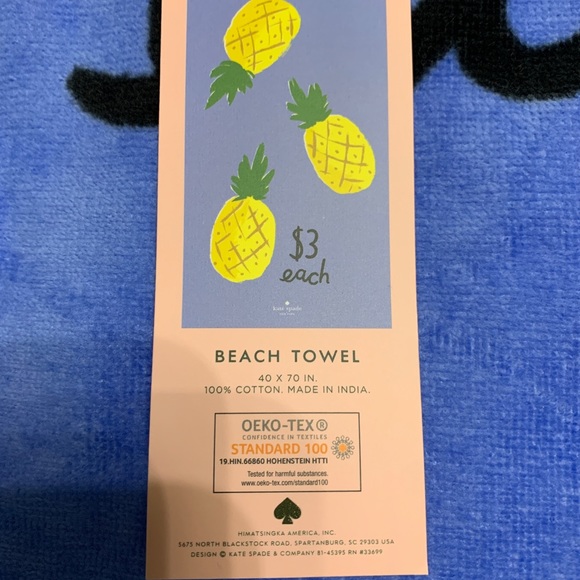 $3
each
kate spade
NEW YORK
BEACH TOWEL
40 X 70 IN.
100% COTTON. MADE IN INDIA.
OEKO-TEX®
CONFIDENCE IN TEXTILES
STANDARD 100
19.HIN.66860 HOHENSTEIN HTTI
Tested for harmful substances.
www.oeko-tex.com/standard100
HIMATSINGKA AMERICA, INC.
5675 NORTH BLACKSTOCK ROAD, SPARTANBURG, SC 29303 USA
DESIGN © KATE SPADE & COMPANY 81-45395 RN #33699